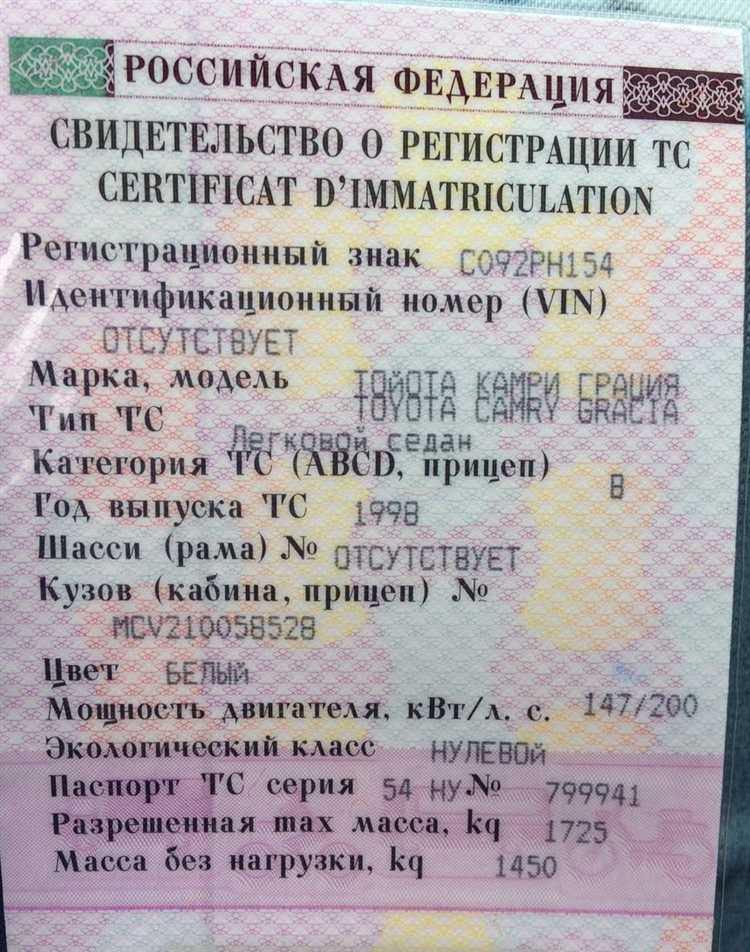 РОССИЙСКАЯ ФЕДЕРАЦИЯ
СВИДЕТЕЛЬСТВО О РЕГИСТРАЦИИ ТС
CERTIFICAT D'IMMATRICULATION
Регистрационный знак С092РН154
Идентификационный номер (VIN)
ОТСУТСТВУЕТ
Марка, модель ТОЙОТА КАМРИ ГРАЦИЯ
TOYOTA CAMRY GRACIA
Тип ТС
Легковой седан
Категория ТС (ABCD, прицеп) В
Год выпуска ТС 1998
Шасси (рама) № ОТСУТСТВУЕТ
Кузов (кабина, прицеп) №
MCV210058528
Цвет БЕЛЫЙ
Мощность двигателя, кВт/л. с. 147/200
Экологический класс НУЛЕВОЙ
Паспорт ТС серия 54 НУ № 799941
Разрешенная max масса, kq 1725
Масса без нагрузки, kq 1450